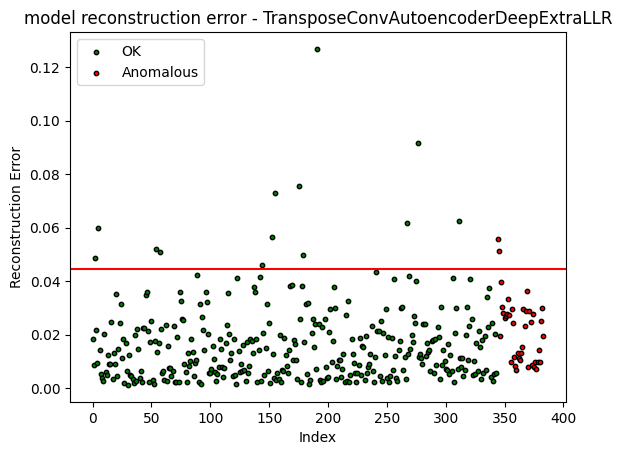 model reconstruction error - TransposeConvAutoencoderDeepExtraLLR
OK
Anomalous
Reconstruction Error
0.12
0.10
0.08
0.06
0.04
0.02
0.00
0 50 100 150 200 250 300 350 400
Index